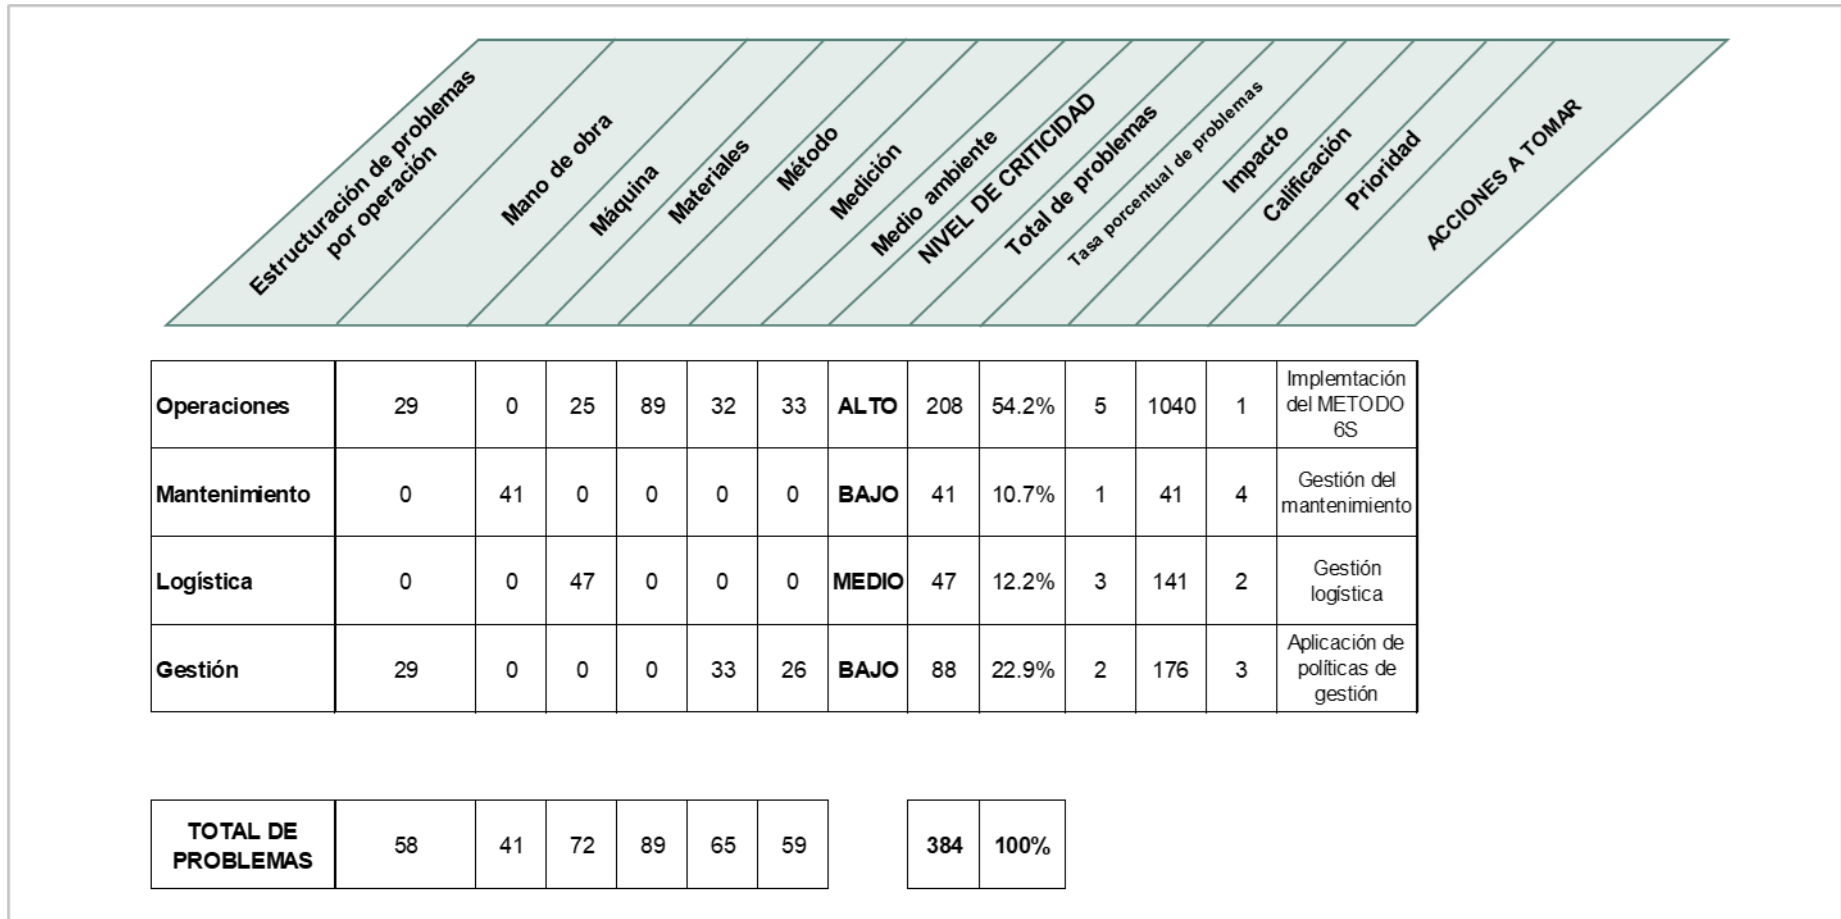 Estructuración de problemas
por operación
Mano de obra
Máquina
Materiales
Método
Medición
Medio ambiente
NIVEL DE CRITICIDAD
Total de problemas
Tasa porcentual de problemas
Impacto
Calificación
Prioridad
ACCIONES A TOMAR
Operaciones 29 0 25 89 32 33 ALTO 208 54.2% 5 1040 1 Implemtación
del METODO
6S
Mantenimiento 0 41 0 0 0 0 BAJO 41 10.7% 1 41 4 Gestión del
mantenimiento
Logística 0 0 47 0 0 0 MEDIO 47 12.2% 3 141 2 Gestión
logística
Gestión 29 0 0 0 33 26 BAJO 88 22.9% 2 176 3 Aplicación de
políticas de
gestión
TOTAL DE
PROBLEMAS 58 41 72 89 65 59 384 100%